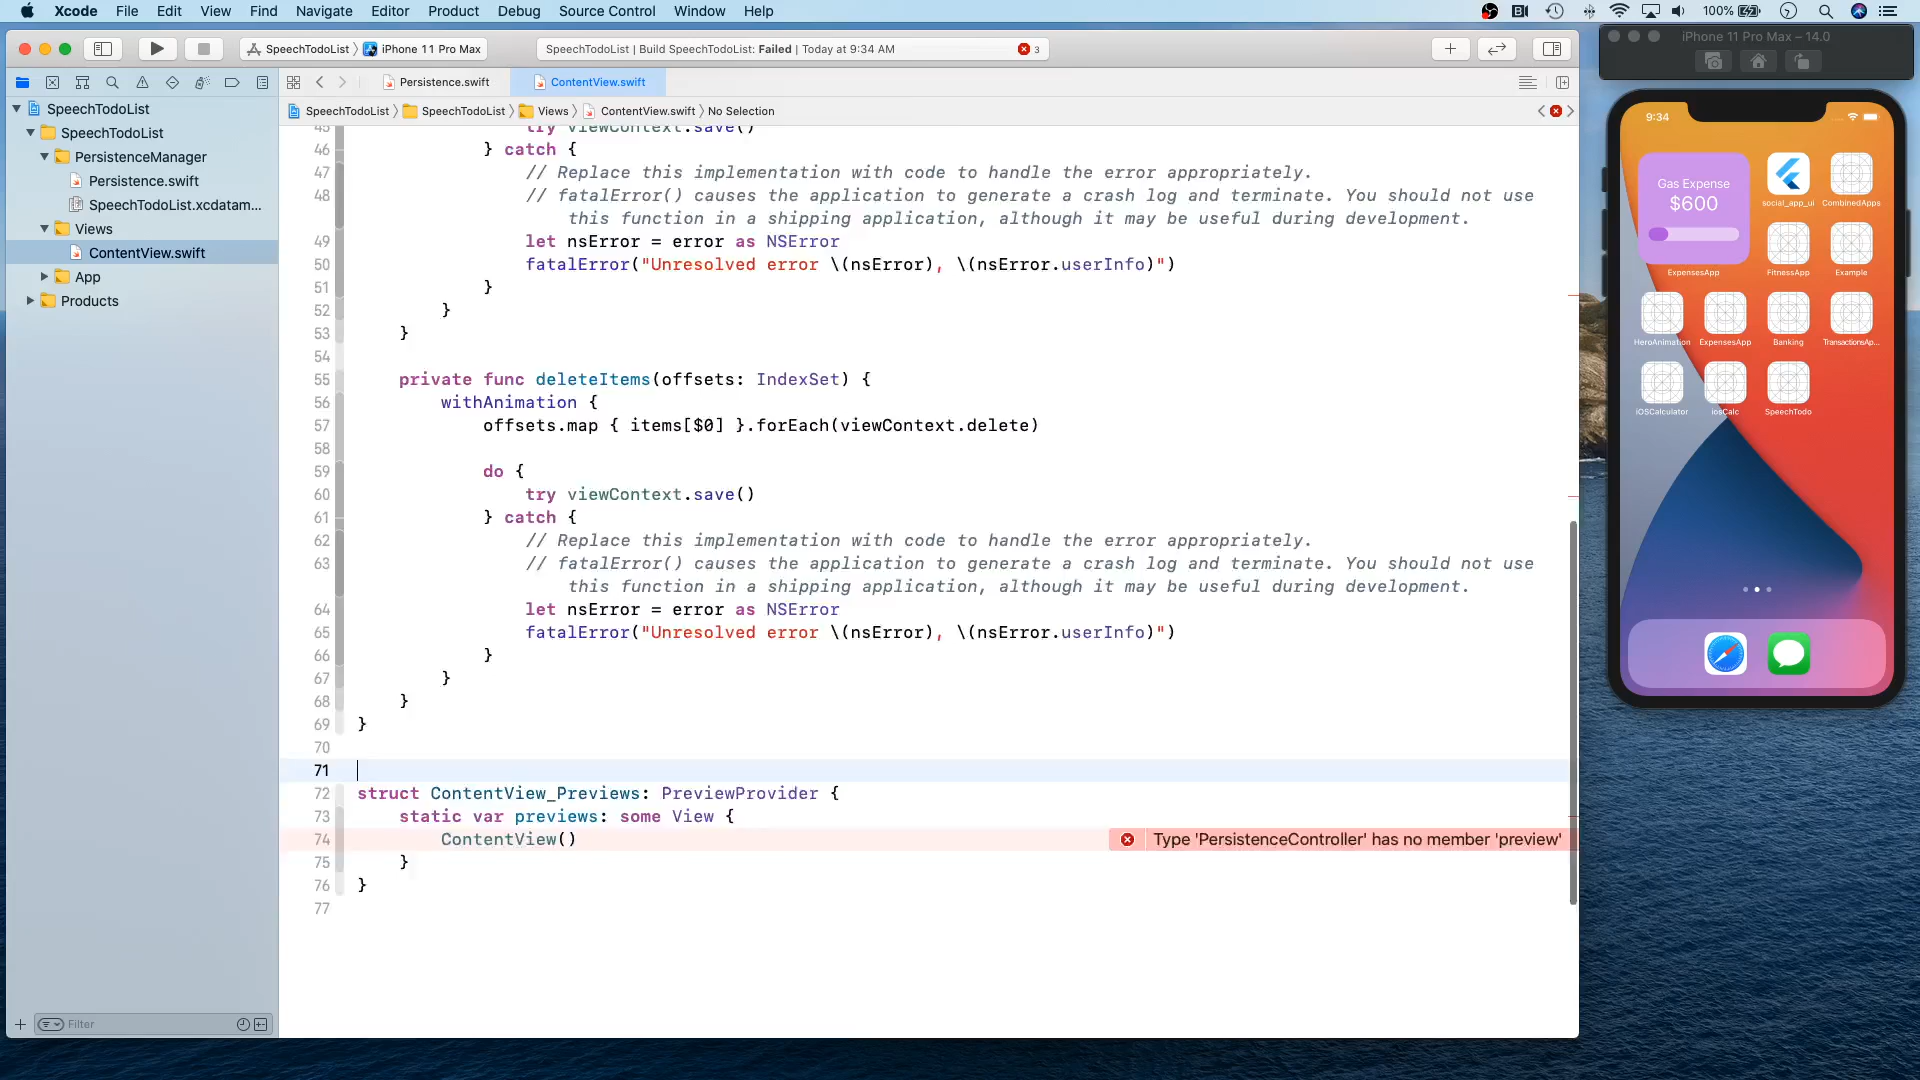 Xcode File Edit View Find Navigate Editor Product Debug Source Control Window Help
100%
SpeechTodoList iPhone 11 Pro Max
SpeechTodoList | Build SpeechTodoList: Failed | Today at 9:34 AM
3
iPhone 11 Pro Max – 14.0
Persistence.swift
ContentView.swift
SpeechTodoList SpeechTodoList Views ContentView.swift No Selection
SpeechTodoList
SpeechTodoList
PersistenceManager
Persistence.swift
SpeechTodoList.xcdatam...
Views
ContentView.swift
App
Products
Filter
45 try viewContext.save()
46 } catch {
47 // Replace this implementation with code to handle the error appropriately.
48 // fatalError() causes the application to generate a crash log and terminate. You should not use
this function in a shipping application, although it may be useful during development.
49 let nsError = error as NSError
50 fatalError("Unresolved error \(nsError), \(nsError.userInfo)")
51 }
52 }
53 }
54
55 private func deleteItems(offsets: IndexSet) {
56 withAnimation {
57 offsets.map { items[$0] }.forEach(viewContext.delete)
58
59 do {
60 try viewContext.save()
61 } catch {
62 // Replace this implementation with code to handle the error appropriately.
63 // fatalError() causes the application to generate a crash log and terminate. You should not use
this function in a shipping application, although it may be useful during development.
64 let nsError = error as NSError
65 fatalError("Unresolved error \(nsError), \(nsError.userInfo)")
66 }
67 }
68 }
69 }
70
71
72 struct ContentView_Previews: PreviewProvider {
73 static var previews: some View {
74 ContentView()
Type 'PersistenceController' has no member 'preview'
75 }
76 }
77
9:34
Gas Expense
$600
ExpensesApp
social_app_ui CombinedApps
FitnessApp Example
HeroAnimation ExpensesApp Banking TransactionsAp...
iOSCalculator iosCalc SpeechTodo